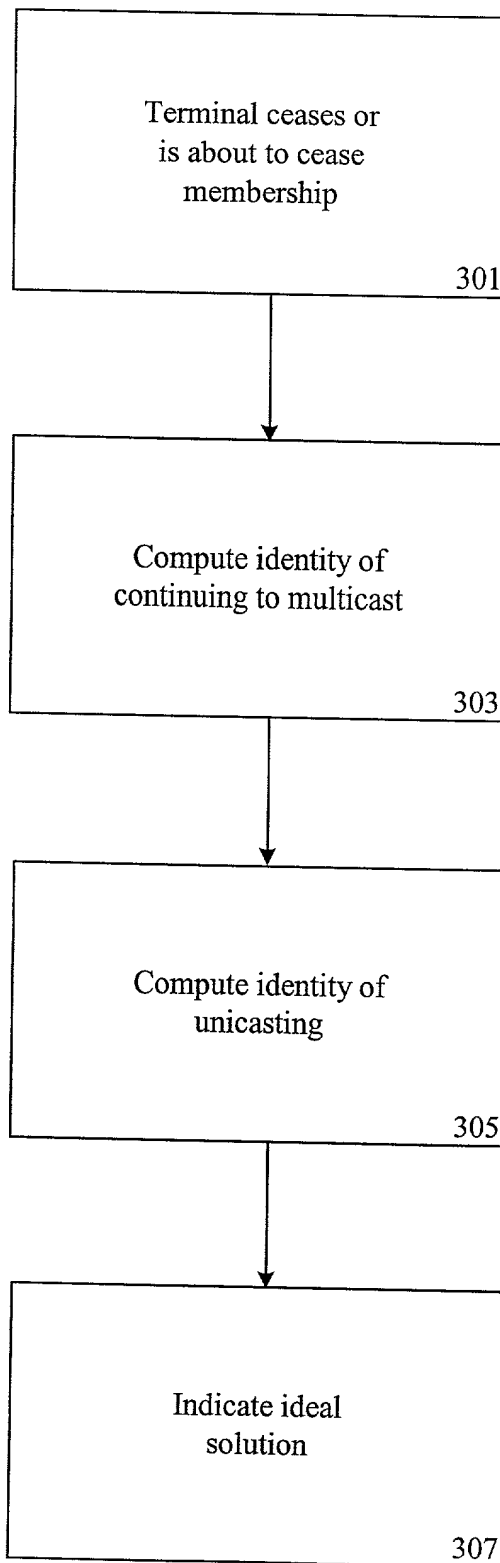 Terminal ceases or
is about to cease
membership
301
Compute identity of
continuing to multicast
303
Compute identity of
unicasting
305
Indicate ideal
solution
307